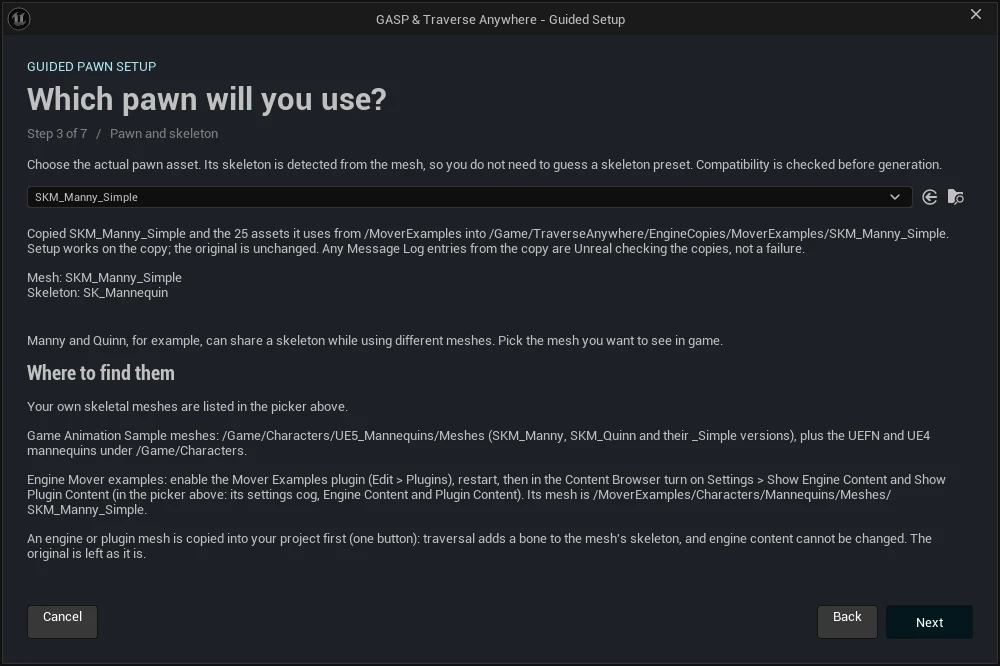 GASP & Traverse Anywhere - Guided Setup
GUIDED PAWN SETUP
Which pawn will you use?
Step 3 of 7 / Pawn and skeleton
Choose the actual pawn asset. Its skeleton is detected from the mesh, so you do not need to guess a skeleton preset. Compatibility is checked before generation.
SKM_Manny_Simple
Copied SKM_Manny_Simple and the 25 assets it uses from /MoverExamples into /Game/TraverseAnywhere/EngineCopies/MoverExamples/SKM_Manny_Simple.
Setup works on the copy; the original is unchanged. Any Message Log entries from the copy are Unreal checking the copies, not a failure.
Mesh: SKM_Manny_Simple
Skeleton: SK_Mannequin
Manny and Quinn, for example, can share a skeleton while using different meshes. Pick the mesh you want to see in game.
Where to find them
Your own skeletal meshes are listed in the picker above.
Game Animation Sample meshes: /Game/Characters/UE5_Mannequins/Meshes (SKM_Manny, SKM_Quinn and their _Simple versions), plus the UEFN and UE4
mannequins under /Game/Characters.
Engine Mover examples: enable the Mover Examples plugin (Edit > Plugins), restart, then in the Content Browser turn on Settings > Show Engine Content and Show
Plugin Content (in the picker above: its settings cog, Engine Content and Plugin Content). Its mesh is /MoverExamples/Characters/Mannequins/Meshes/
SKM_Manny_Simple.
An engine or plugin mesh is copied into your project first (one button): traversal adds a bone to the mesh's skeleton, and engine content cannot be changed. The
original is left as it is.
Cancel
Back
Next